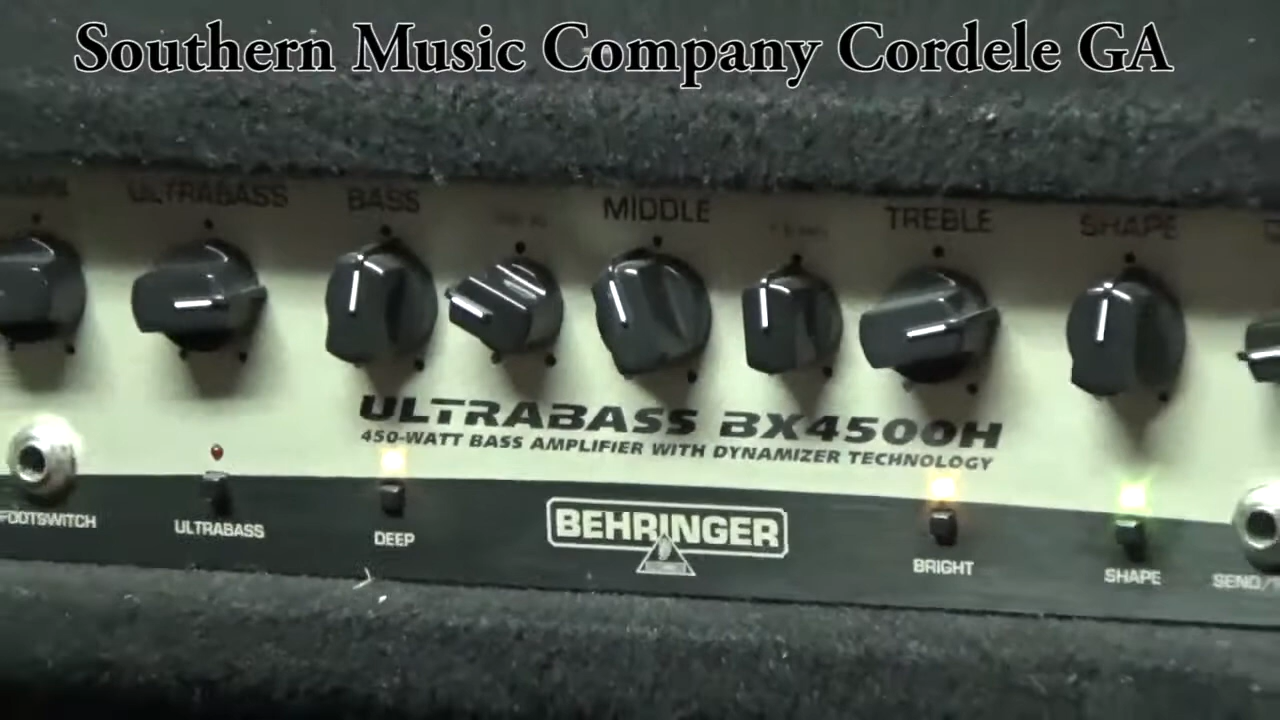 Southern Music Company Cordele GA
ULTRABASS BASS MIDDLE TREBLE SHAPE
ULTRABASS BX4500H
450-WATT BASS AMPLIFIER WITH DYNAMIZER TECHNOLOGY
FOOTSWITCH ULTRABASS DEEP BEHRINGER BRIGHT SHAPE SEND/